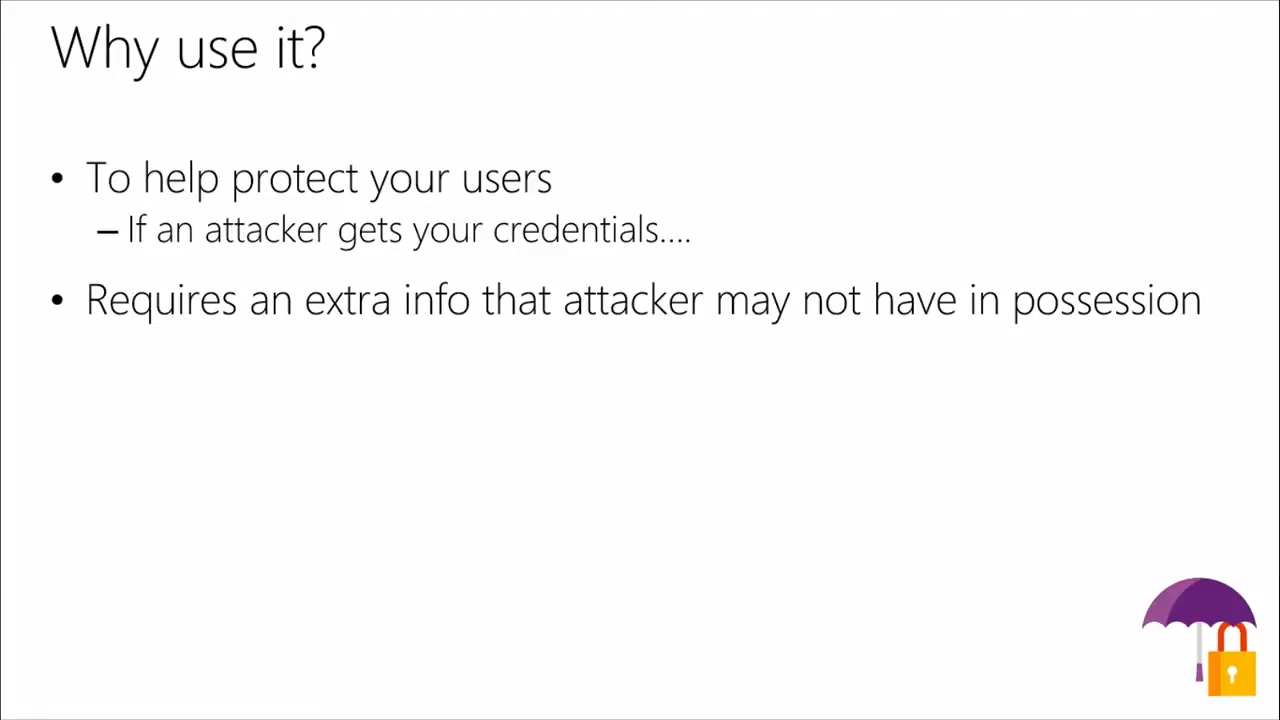 Why use it?
• To help protect your users
– If an attacker gets your credentials....
• Requires an extra info that attacker may not have in possession